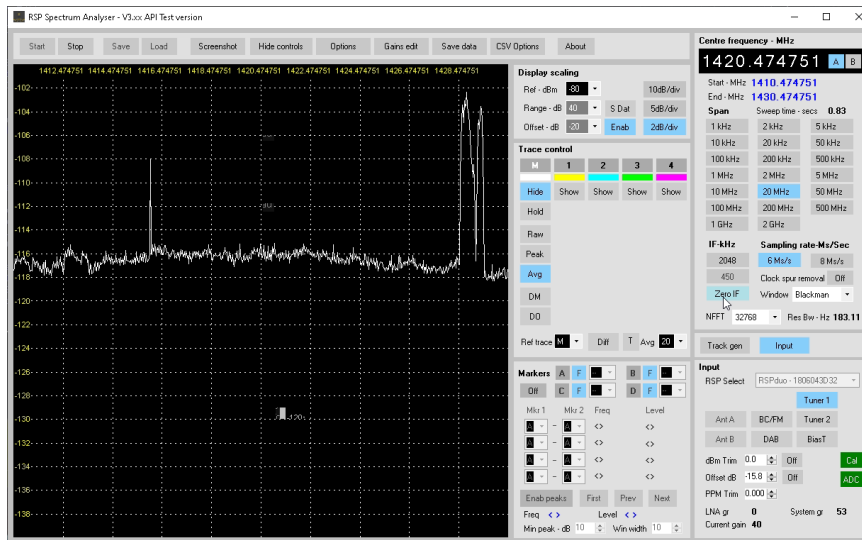 RSP Spectrum Analyser - V3.xx API Test version
Start Stop Save Load Screenshot Hide controls Options Gains edit Save data CSV Options About
1412.474751 1414.474751 1416.474751 1418.474751 1420.474751 1422.474751 1424.474751 1426.474751 1428.474751
-102-
-104-
-106-
-108-
-110-
-112-
-114-
-116-
-118-
-120-
-122-
-124-
-126-
-128-
-130-
-132-
-134-
-136-
-138-
Display scaling
Ref - dBm -80 10dB/div
Range - dB 40 S Dat 5dB/div
Offset - dB -20 Enab 2dB/div
Trace control
M 1 2 3 4
Hide Show Show Show Show
Hold
Raw
Peak
Avg
DM
DO
Ref trace M Diff T Avg 20
Markers A F B F
Off C F D F
Mkr 1 Mkr 2 Freq Level
A - A <> <>
A - A <> <>
A - A <> <>
A - A <> <>
Enab peaks First Prev Next
Freq <> Level <>
Min peak - dB 10 Win width 10
Centre frequency - MHz
1420.474751 A B
Start - MHz 1410.474751
End - MHz 1430.474751
Span Sweep time - secs 0.83
1 kHz 2 kHz 5 kHz
10 kHz 20 kHz 50 kHz
100 kHz 200 kHz 500 kHz
1 MHz 2 MHz 5 MHz
10 MHz 20 MHz 50 MHz
100 MHz 200 MHz 500 MHz
1 GHz 2 GHz
IF-kHz Sampling rate-Ms/Sec
2048 6 Ms/s 8 Ms/s
450 Clock spur removal Off
Zero IF Window Blackman
NFFT 32768 Res Bw - Hz 183.11
Track gen Input
Input
RSP Select RSPduo - 1806043D32
Tuner 1
Ant A BC/FM Tuner 2
Ant B DAB BiasT
dBm Trim 0.0 Off Cal
Offset dB -15.8 Off ADC
PPM Trim 0.000
LNA gr 0 System gr 53
Current gain 40